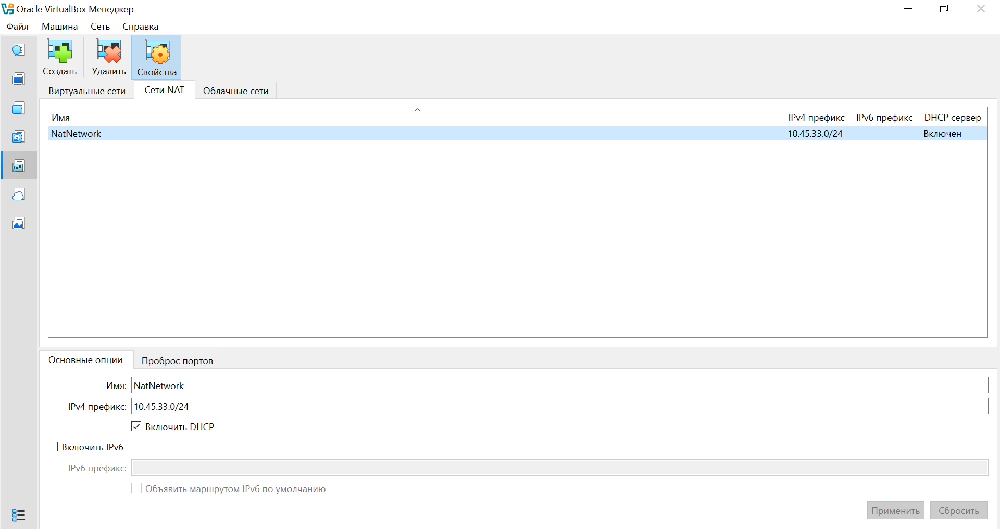 Oracle VirtualBox Менеджер
Файл Машина Сеть Справка
Создать Удалить Свойства
Виртуальные сети Сети NAT Облачные сети
Имя IPv4 префикс IPv6 префикс DHCP сервер
NatNetwork 10.45.33.0/24 Включен
Основные опции Проброс портов
Имя: NatNetwork
IPv4 префикс: 10.45.33.0/24
Включить DHCP
Включить IPv6
IPv6 префикс:
Объявить маршрутом IPv6 по умолчанию
Применить Сбросить